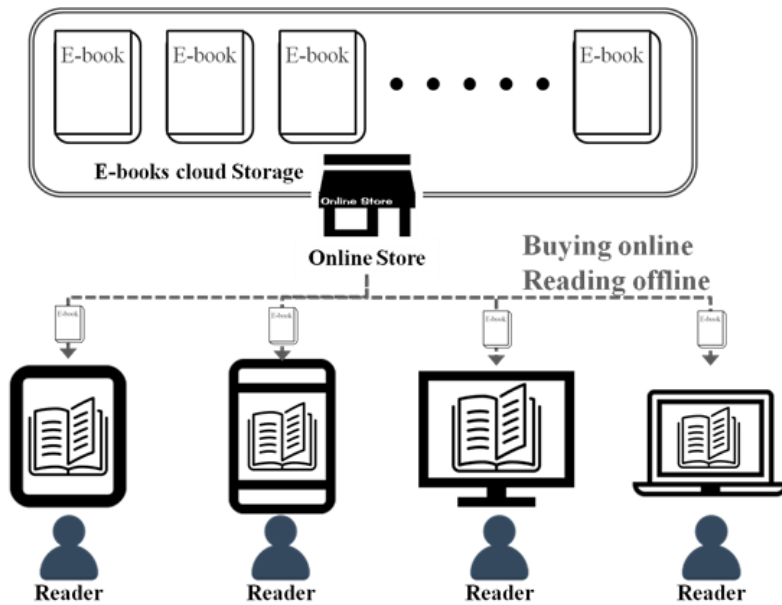 E-book E-book E-book E-book
E-books cloud Storage
Online Store
Online Store
Buying online
Reading offline
E-book E-book E-book E-book
Reader Reader Reader Reader